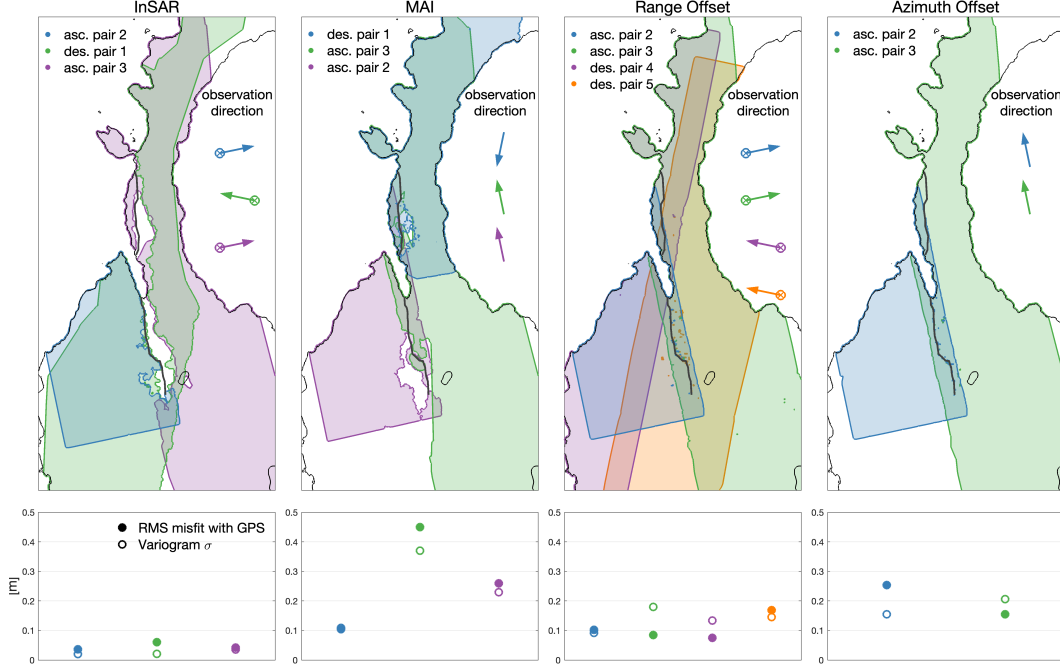 InSAR
asc. pair 2
des. pair 1
asc. pair 3
observation
direction
MAI
des. pair 1
asc. pair 3
asc. pair 2
observation
direction
Range Offset
asc. pair 2
asc. pair 3
des. pair 4
des. pair 5
observation
direction
Azimuth Offset
asc. pair 2
asc. pair 3
observation
direction
[m]
0.5
0.4
0.3
0.2
0.1
0
RMS misfit with GPS
Variogram σ
0.5
0.4
0.3
0.2
0.1
0
0.5
0.4
0.3
0.2
0.1
0
0.5
0.4
0.3
0.2
0.1
0